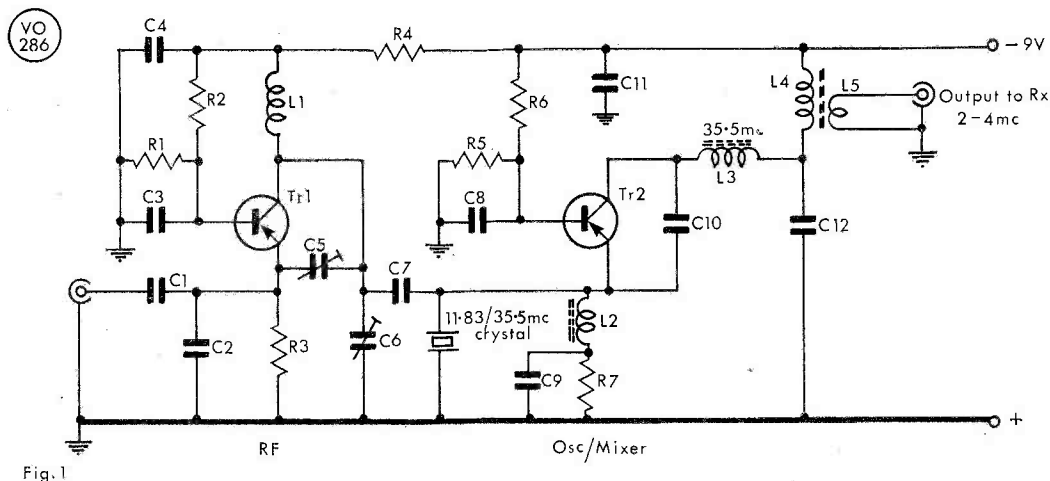 VO
286
C4
R4
- 9V
R2
L1
R6
C11
L4
L5
Output to Rx
2-4mc
R1
R5
35·5mc
L3
C3
Tr1
C8
Tr2
C10
C12
C5
C1
C7
C2
R3
C6
11·83/35·5mc
crystal
L2
C9
R7
+
RF
Osc/Mixer
Fig.1